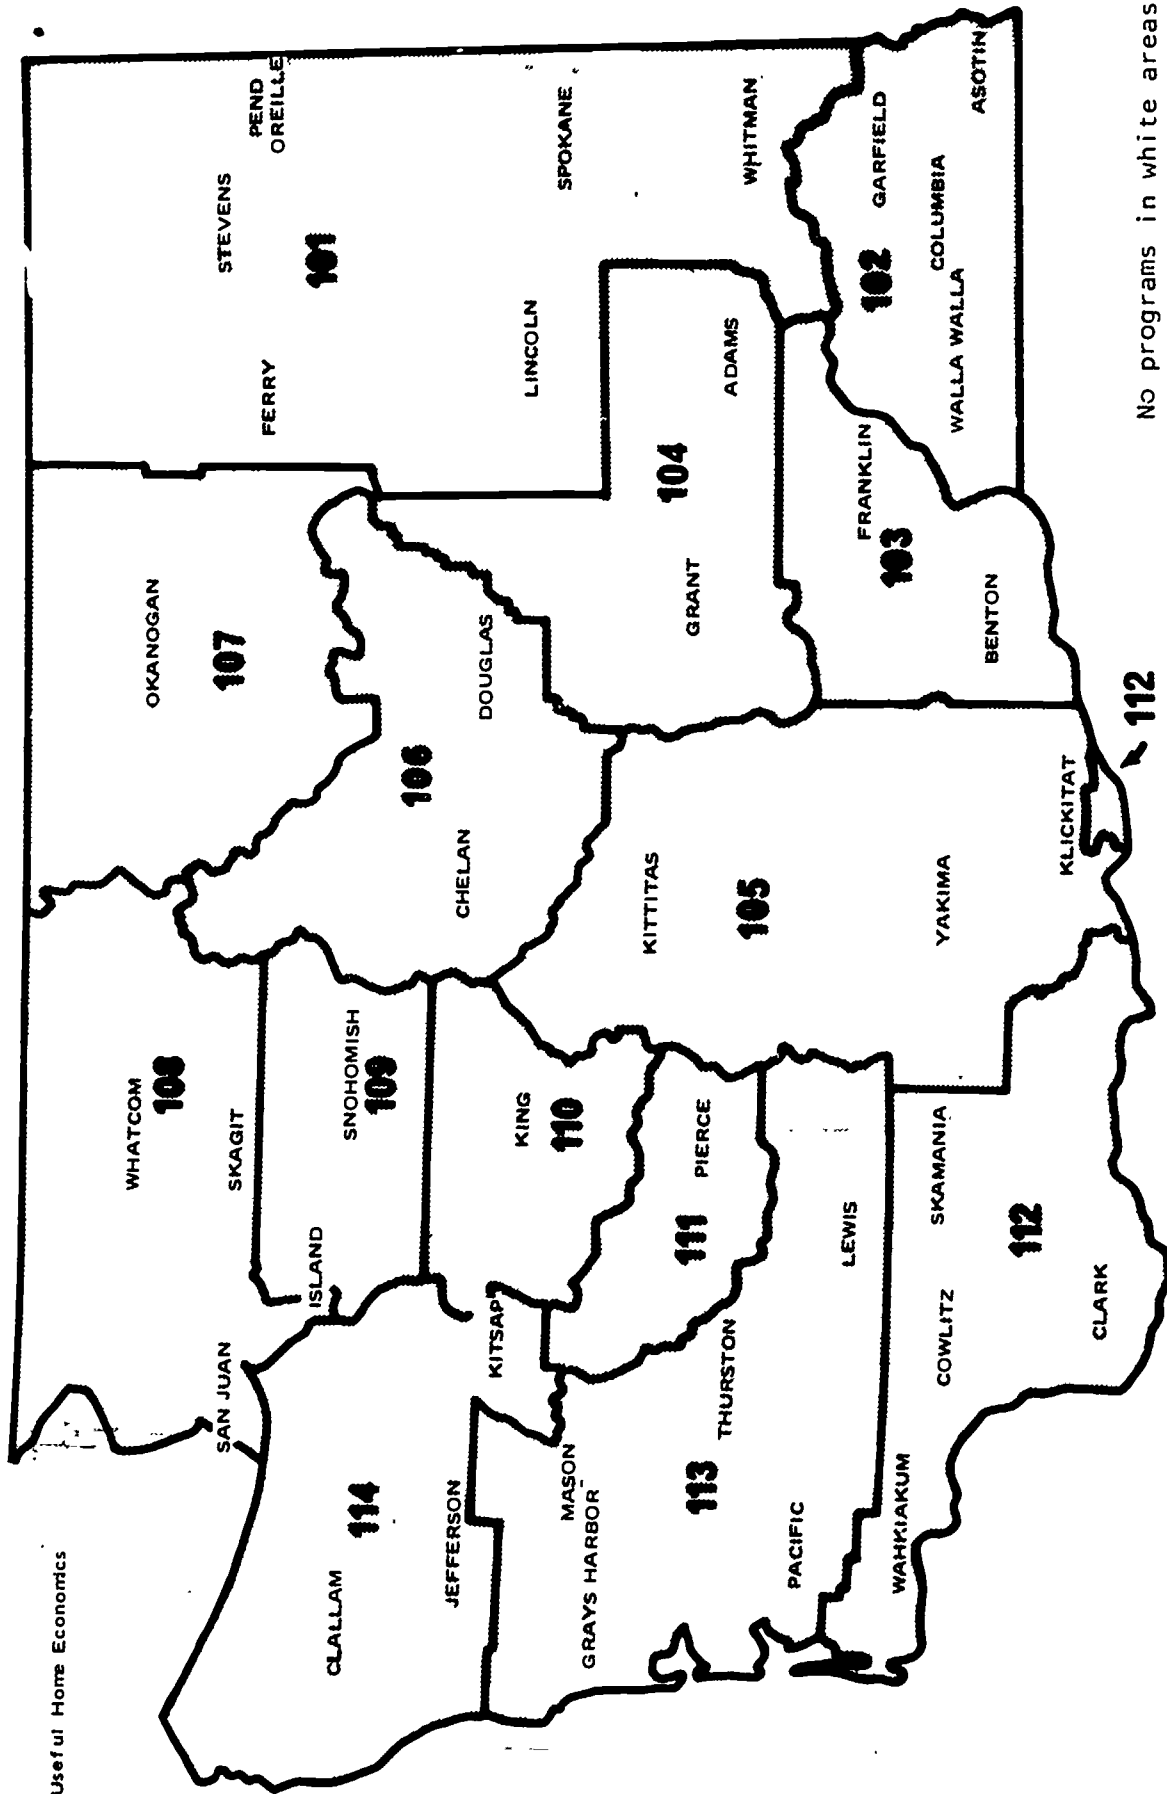 Useful Home Economics
WHATCOM
108
OKANOGAN
107
STEVENS
PEND
OREILLE
FERRY
101
SAN JUAN
SKAGIT
ISLAND
SNOHOMISH
109
CLALLAM
114
JEFFERSON
106
CHELAN
DOUGLAS
LINCOLN
SPOKANE
KITSAP
KING
110
MASON
GRAYS HARBOR
KITTITAS
104
GRANT
ADAMS
WHITMAN
113
THURSTON
111
PIERCE
105
PACIFIC
LEWIS
FRANKLIN
103
102
GARFIELD
WAHKIAKUM
COWLITZ
SKAMANIA
YAKIMA
BENTON
WALLA WALLA
COLUMBIA
ASOTIN
112
CLARK
KLICKITAT
112
No programs in white areas